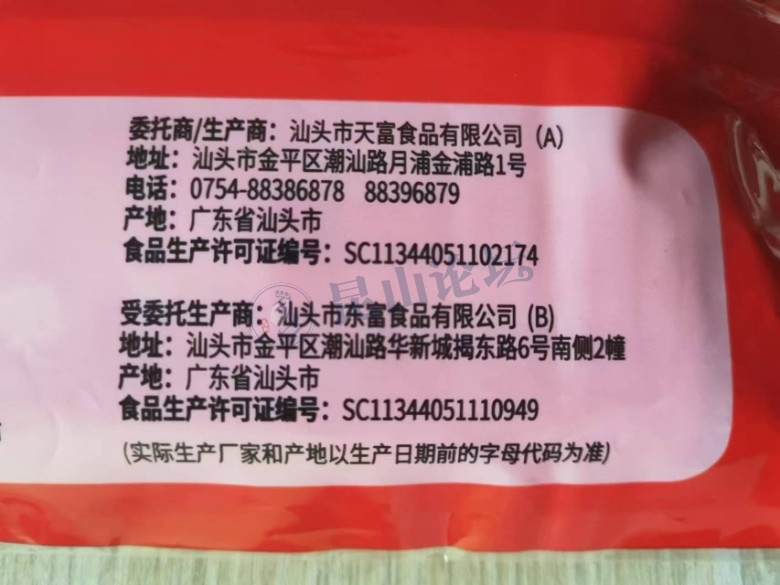 委托商/生产商：汕头市天富食品有限公司（A）
地址：汕头市金平区潮汕路月浦金浦路1号
电话：0754-88386878 88396879
产地：广东省汕头市
食品生产许可证编号：SC11344051102174
昆山论坛
受委托生产商：汕头市东富食品有限公司 (B)
地址：汕头市金平区潮汕路华新城揭东路6号南侧2幢
产地：广东省汕头市
食品生产许可证编号：SC11344051110949
(实际生产厂家和产地以生产日期前的字母代码为准)